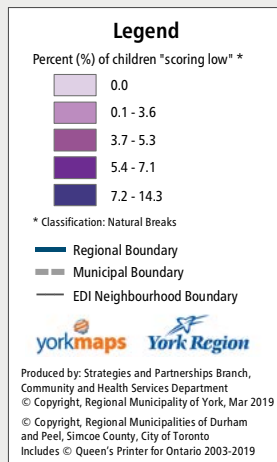 Legend
Percent (%) of children "scoring low" *
0.0
0.1 - 3.6
3.7 - 5.3
5.4 - 7.1
7.2 - 14.3
* Classification: Natural Breaks
Regional Boundary
Municipal Boundary
EDI Neighbourhood Boundary
yorkmaps York Region
Produced by: Strategies and Partnerships Branch,
Community and Health Services Department
© Copyright, Regional Municipality of York, Mar 2019
© Copyright, Regional Municipalities of Durham
and Peel, Simcoe County, City of Toronto
Includes © Queen's Printer for Ontario 2003-2019